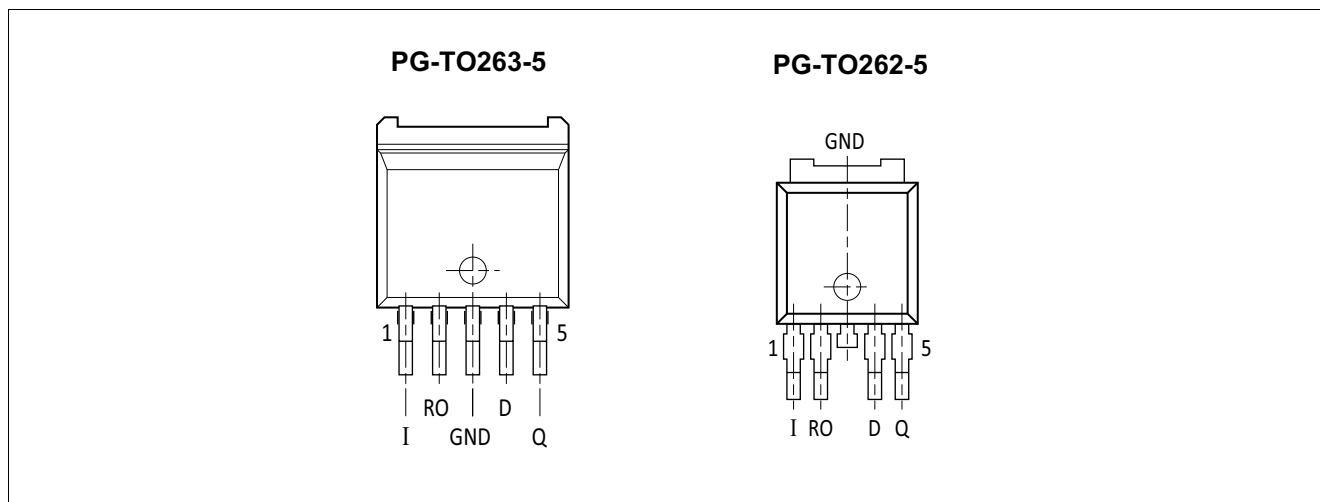 PG-TO263-5
PG-TO262-5
GND
1 5
RO D
I GND Q
1 5
I RO D Q